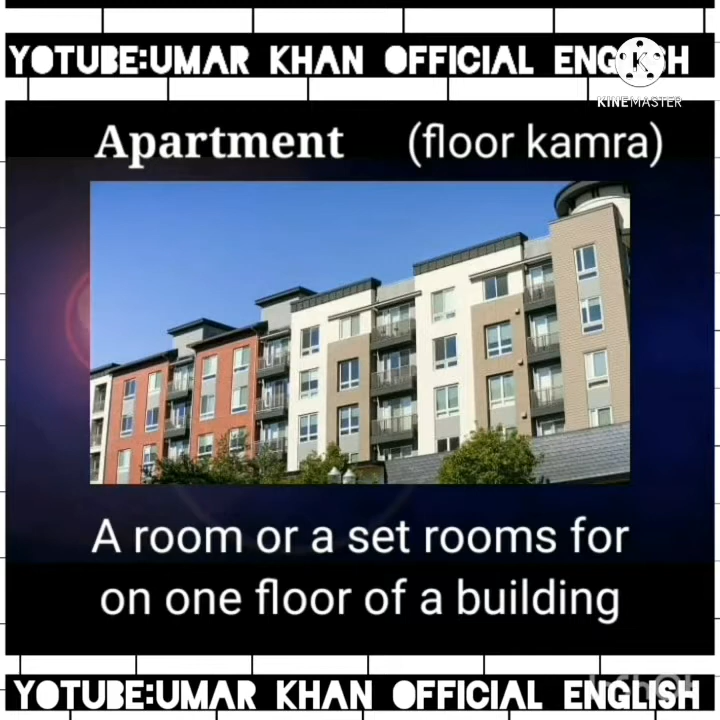 YOTUBE:UMAR KHAN OFFICIAL ENGLISH
KINEMASTER
Apartment (floor kamra)
A room or a set rooms for
on one floor of a building
YOTUBE:UMAR KHAN OFFICIAL ENGLISH